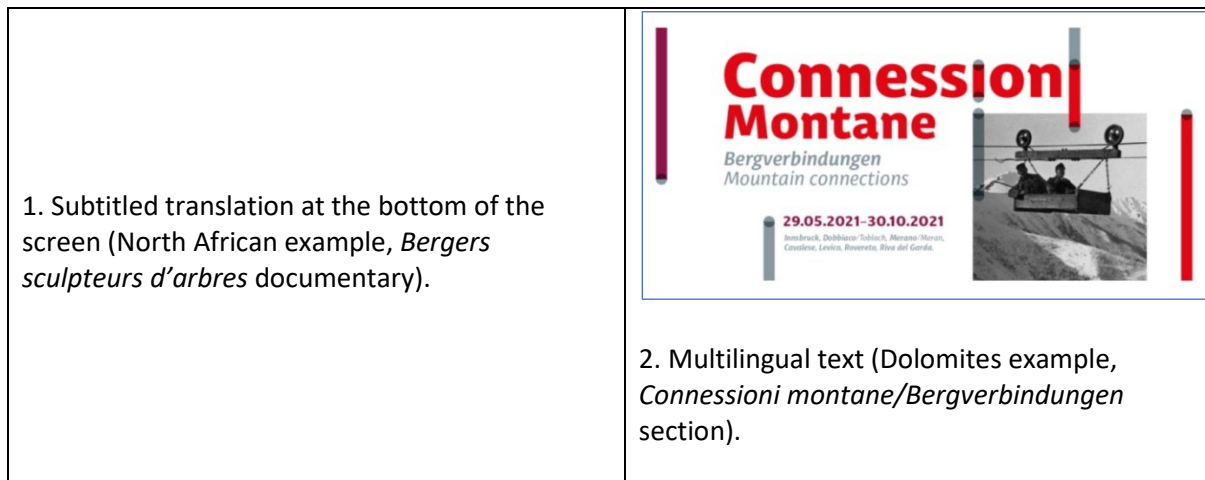 1. Subtitled translation at the bottom of the
screen (North African example, Bergers
sculpteurs d’arbres documentary).
Connessioni
Montane
Bergverbindungen
Mountain connections
29.05.2021–30.10.2021
Innsbruck, Dobbiaco/Toblach, Merano/Meran,
Cavalese, Levico, Rovereto, Riva del Garda.
2. Multilingual text (Dolomites example,
Connessioni montane/Bergverbindungen
section).